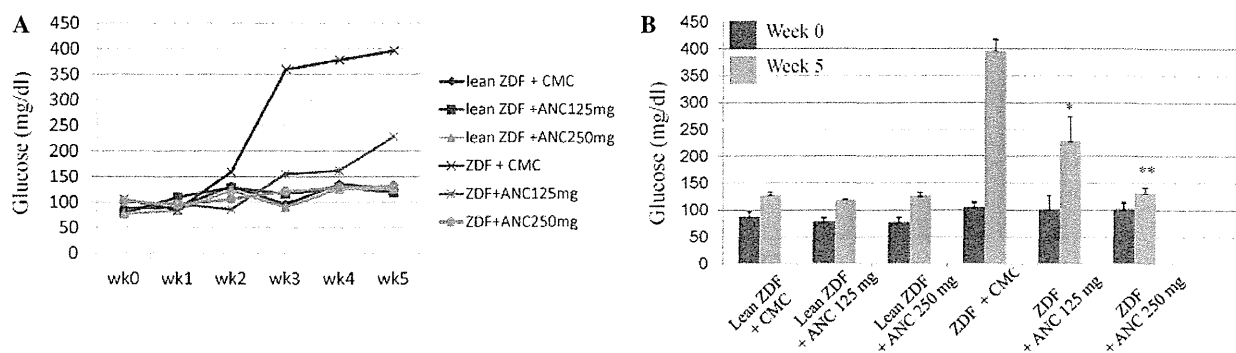 A
450
400
350
300
250
200
150
100
50
0
Glucose (mg/dl)
wk0 wk1 wk2 wk3 wk4 wk5
lean ZDF + CMC
lean ZDF +ANC125mg
lean ZDF +ANC250mg
ZDF + CMC
ZDF+ANC125mg
ZDF+ANC250mg
B
450
400
350
300
250
200
150
100
50
0
Glucose (mg/dl)
Week 0
Week 5
*
**
Lean ZDF
+ CMC
Lean ZDF
+ ANC 125 mg
Lean ZDF
+ ANC 250 mg
ZDF + CMC
ZDF
+ ANC 125 mg
ZDF
+ ANC 250 mg